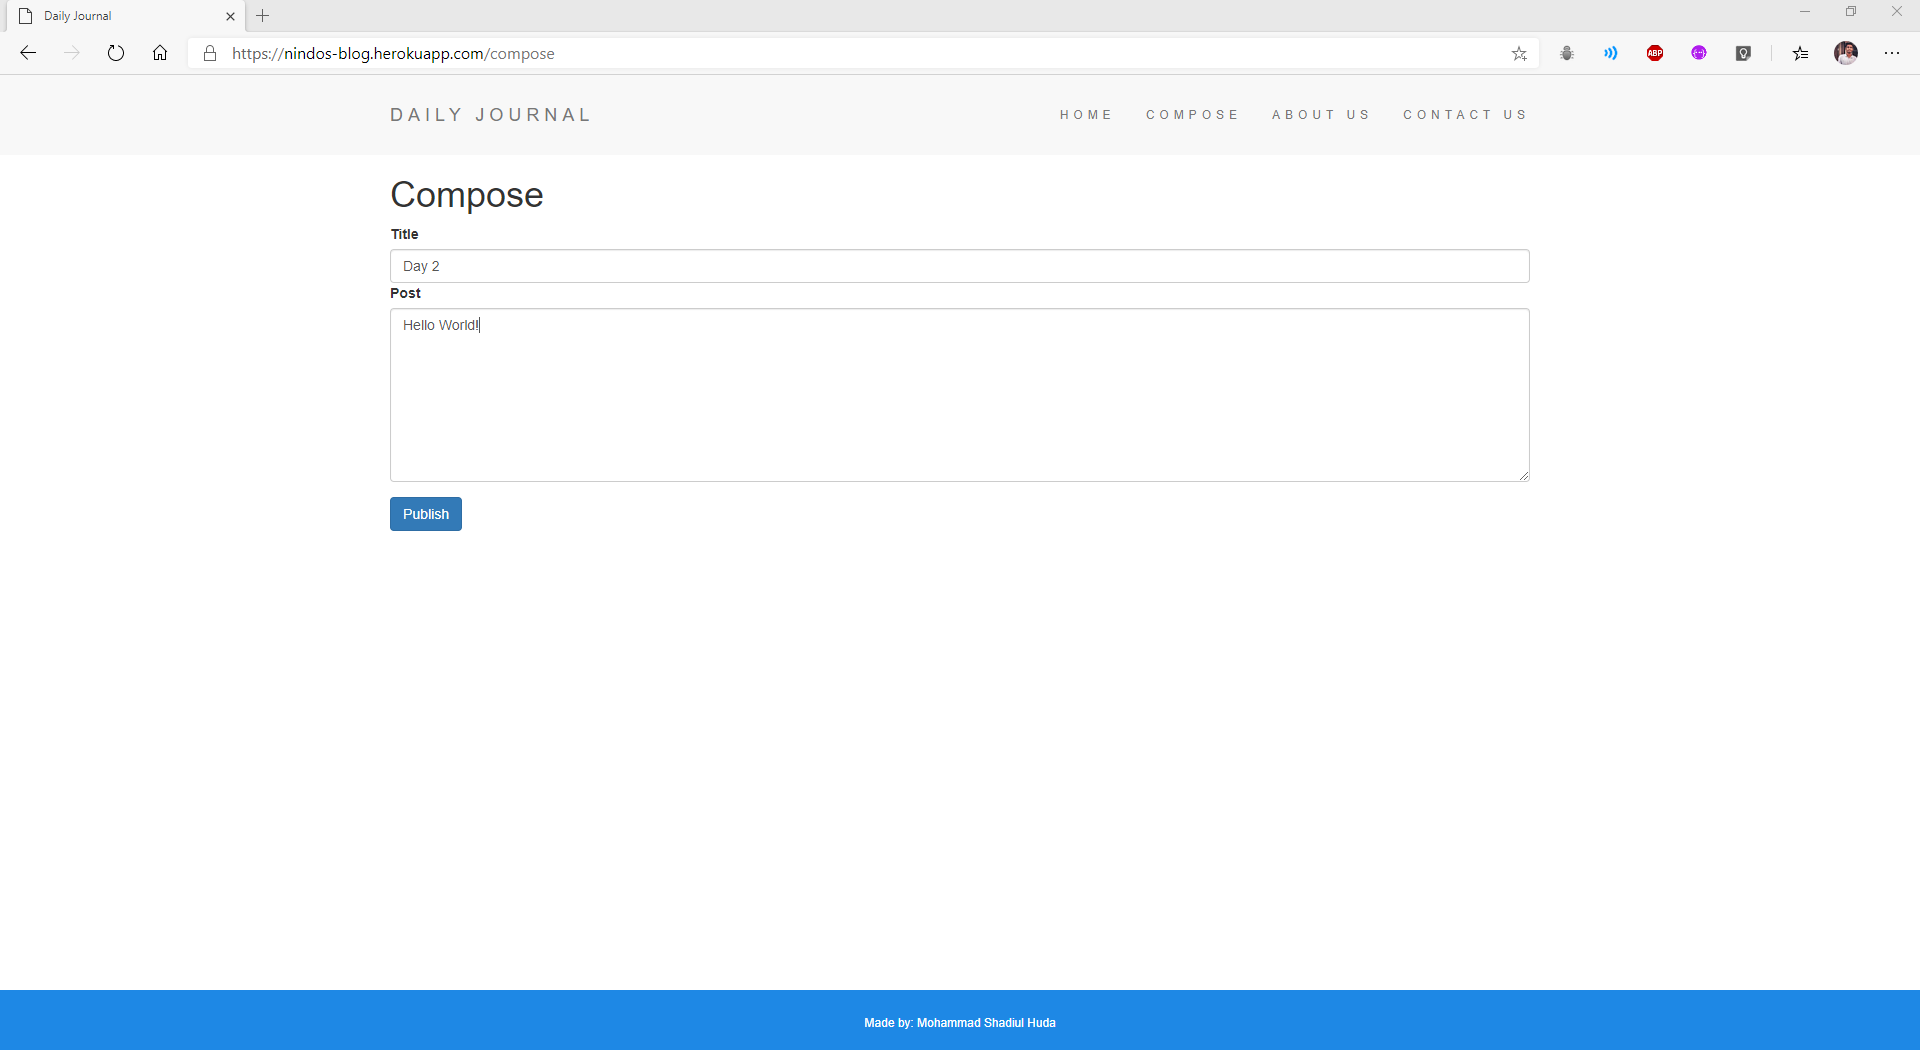 Daily Journal
https://nindos-blog.herokuapp.com/compose
ABP
DAILY JOURNAL HOME COMPOSE ABOUT US CONTACT US
Compose
Title
Day 2
Post
Hello World!
Publish
Made by: Mohammad Shadiul Huda